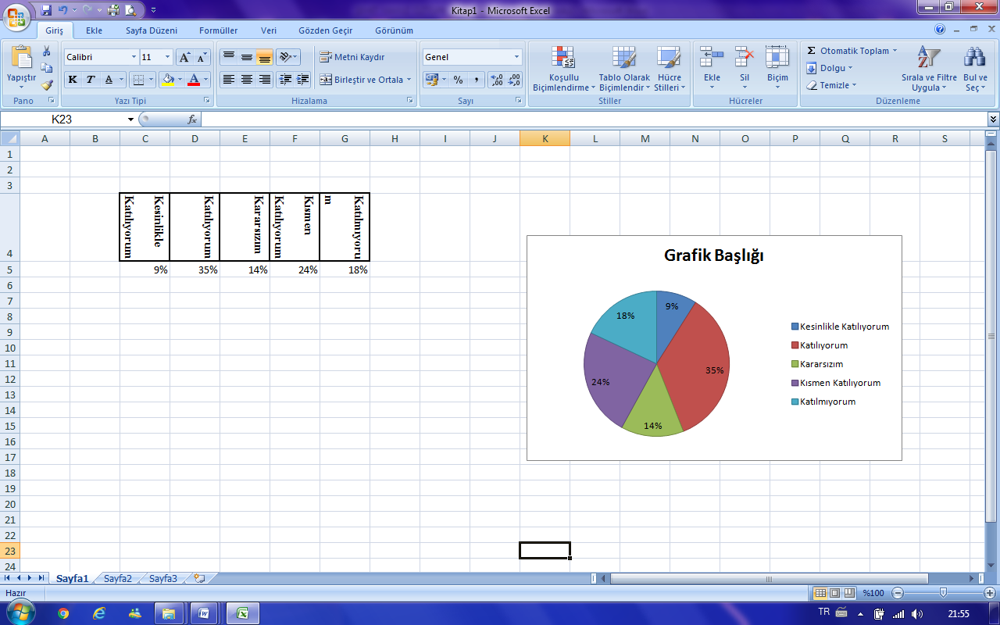 Kitap1 - Microsoft Excel
Giriş Ekle Sayfa Düzeni Formüller Veri Gözden Geçir Görünüm
Yapıştır
Pano
Calibri 11
K T A
Yazı Tipi
Metni Kaydır
Birleştir ve Ortala
Hizalama
Genel
% ,
Sayı
Koşullu Biçimlendirme
Tablo Olarak Biçimlendir
Hücre Stilleri
Stiller
Ekle Sil Biçim
Hücreler
Σ Otomatik Toplam
Dolgu
Temizle
Sırala ve Filtre Uygula
Bul ve Seç
Düzenleme
K23 fx
A B C D E F G H I J K L M N O P Q R S
1
2
3
4
Kesinlikle Katılıyorum
Katılıyorum
Kararsızım
Kısmen Katılıyorum
Katılmıyoru
m
5 9% 35% 14% 24% 18%
6
7
8
9
10
11
12
13
14
15
16
17
18
19
20
21
22
23
24
Grafik Başlığı
9%
35%
14%
24%
18%
Kesinlikle Katılıyorum
Katılıyorum
Kararsızım
Kısmen Katılıyorum
Katılmıyorum
Sayfa1 Sayfa2 Sayfa3
Hazır %100
TR 21:55